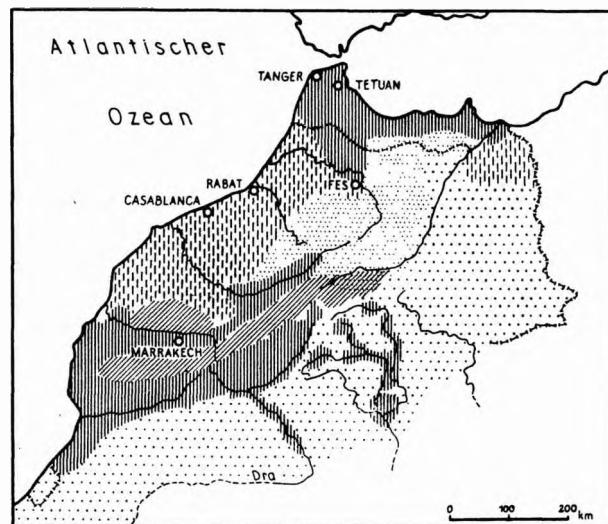 Atlantischer
Ozean
TANGER
TETUAN
FES
RABAT
CASABLANCA
MARRAKECH
Dra
0 100 200
km